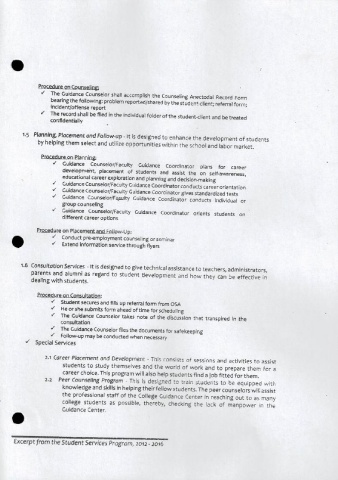 Procedure on Counseling:
✓ The Guidance Counselor shall accomplish the Counseling Anectodal Record Form
bearing the following: problem reported/shared by the student-client; referral form;
incident/offense report
✓ The record shall be filed in the individual folder of the student-client and be treated
confidentially
1.5 Planning, Placement and Follow-up - It is designed to enhance the development of students
by helping them select and utilize opportunities within the school and labor market.
Procedure on Planning:
✓ Guidance Counselor/Faculty Guidance Coordinator plans for career
development, placement of students and assist the on self-awareness,
educational career exploration and planning and decision-making
✓ Guidance Counselor/Faculty Guidance Coordinator conducts career orientation
✓ Guidance Counselor/Faculty Guidance Coordinator gives standardized tests
✓ Guidance Counselor/Faculty Guidance Coordinator conducts individual or
group counseling
✓ Guidance Counselor/Faculty Guidance Coordinator orients students on
different career options
Procedure on Placement and Follow-Up:
✓ Conduct pre-employment counseling or seminar
✓ Extend information service through flyers
1.6 Consultation Services - It is designed to give technical assistance to teachers, administrators,
parents and alumni as regard to student development and how they can be effective in
dealing with students.
Procedure on Consultation:
✓ Student secures and fills up referral form from OSA
✓ He or she submits form ahead of time for scheduling
✓ The Guidance Counselor takes note of the discussion that transpired in the
consultation
✓ The Guidance Counselor files the documents for safekeeping
✓ Follow-up may be conducted when necessary
✓ Special Services
2.1 Career Placement and Development - This consists of sessions and activities to assist
students to study themselves and the world of work and to prepare them for a
career choice. This program will also help students find a job fitted for them.
2.2 Peer Counseling Program - This is designed to train students to be equipped with
knowledge and skills in helping their fellow students. The peer counselors will assist
the professional staff of the College Guidance Center in reaching out to as many
college students as possible, thereby, checking the lack of manpower in the
Guidance Center.
Excerpt from the Student Services Program, 2012 - 2016